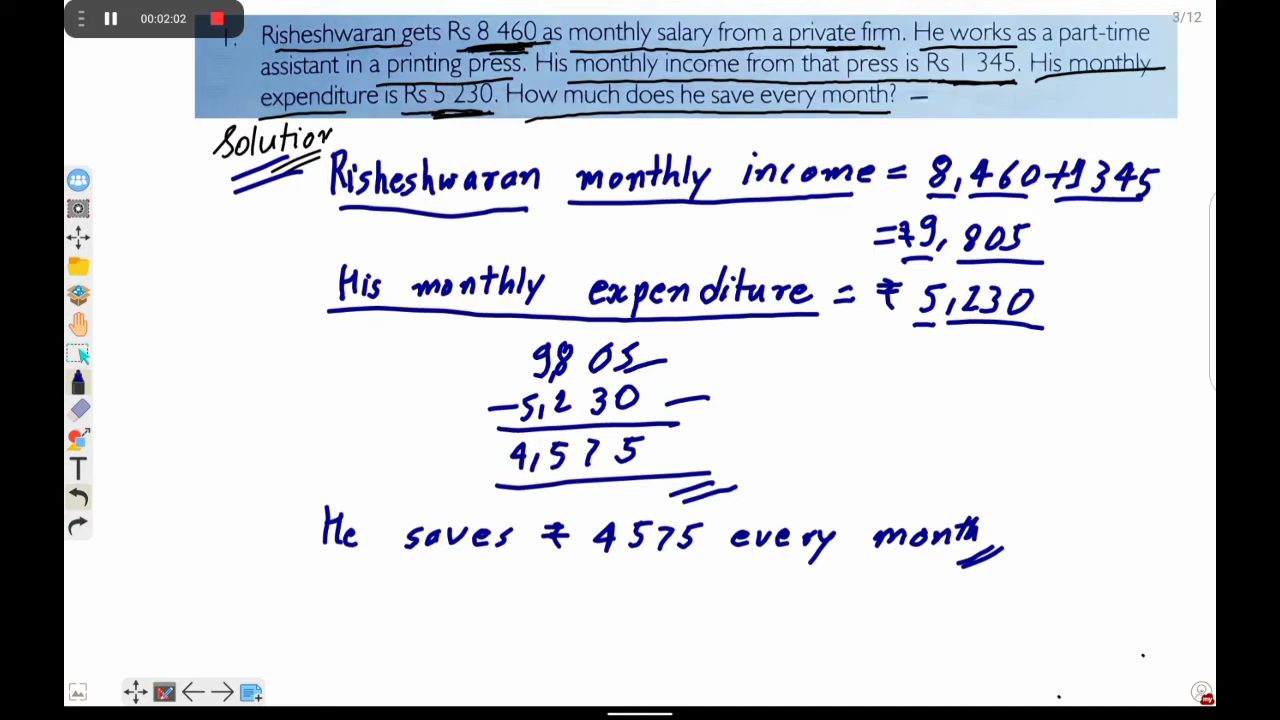 00:02:02
3/12
1. Risheshwaran gets Rs 8 460 as monthly salary from a private firm. He works as a part-time
assistant in a printing press. His monthly income from that press is Rs 1 345. His monthly
expenditure is Rs 5 230. How much does he save every month?
Solution
Risheshwaran monthly income = 8,460+1345
=₹9,805
His monthly expenditure = ₹ 5,230
9,805
-5,230
4,575
He saves ₹ 4575 every month
T
my